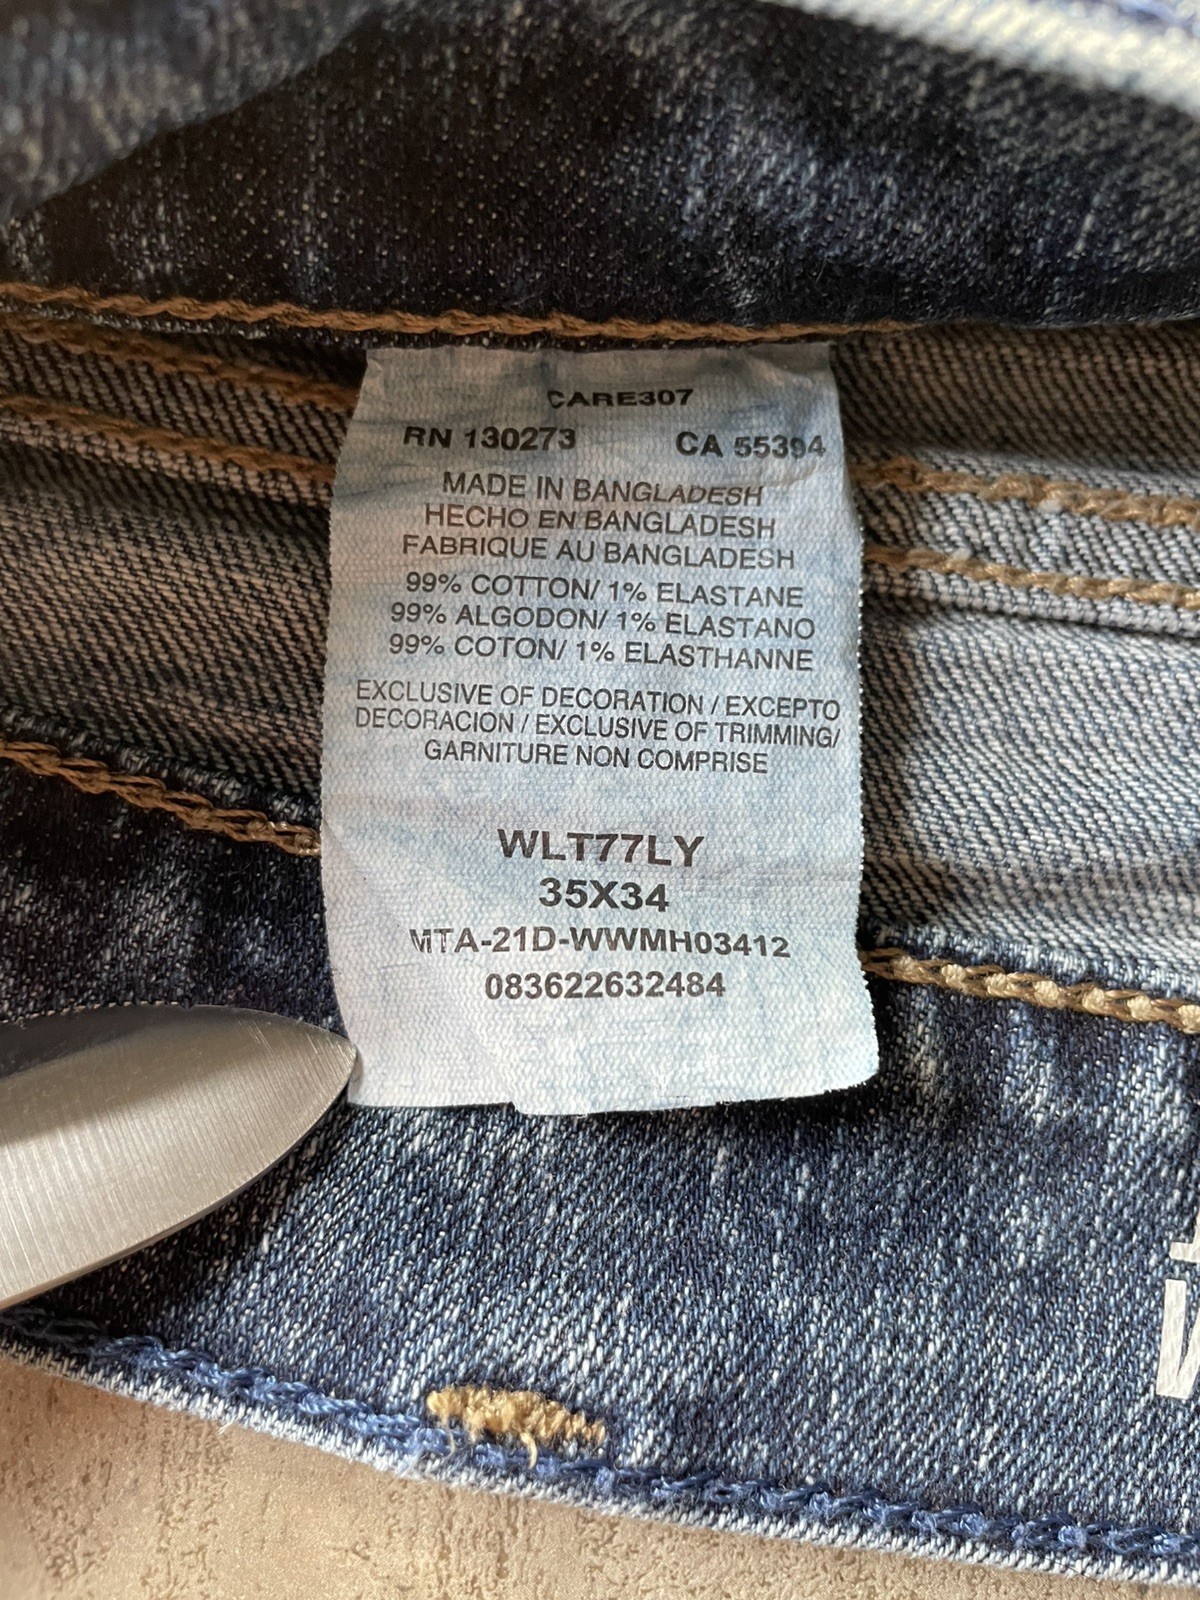 CARE307
RN 130273 CA 55394
MADE IN BANGLADESH
HECHO EN BANGLADESH
FABRIQUE AU BANGLADESH
99% COTTON/ 1% ELASTANE
99% ALGODON/ 1% ELASTANO
99% COTON/ 1% ELASTHANNE
EXCLUSIVE OF DECORATION / EXCEPTO
DECORACION / EXCLUSIVE OF TRIMMING/
GARNITURE NON COMPRISE
WLT77LY
35X34
MTA-21D-WWMH03412
083622632484